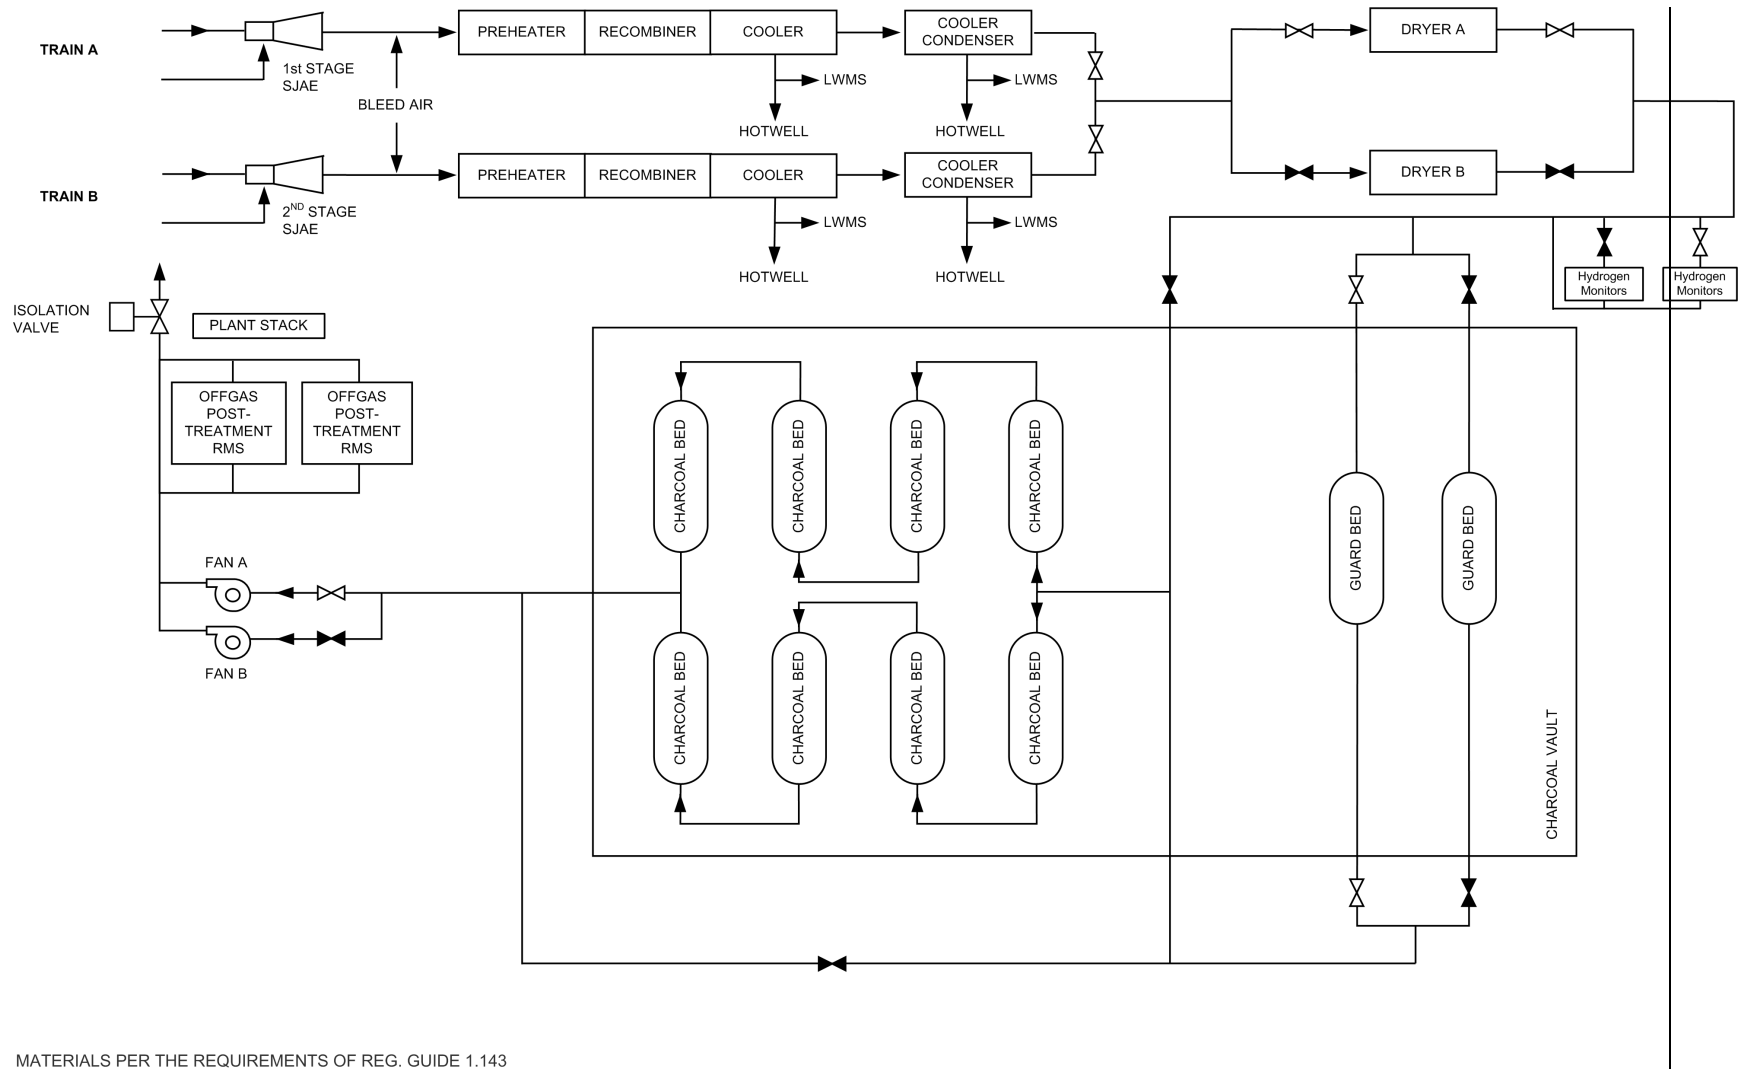 TRAIN A
1st STAGE
SJAE
BLEED AIR
PREHEATER
RECOMBINER
COOLER
COOLER
CONDENSER
LWMS
HOTWELL
LWMS
HOTWELL
DRYER A
TRAIN B
2ND STAGE
SJAE
PREHEATER
RECOMBINER
COOLER
COOLER
CONDENSER
LWMS
HOTWELL
LWMS
HOTWELL
DRYER B
Hydrogen
Monitors
Hydrogen
Monitors
ISOLATION
VALVE
PLANT STACK
OFFGAS
POST-
TREATMENT
RMS
OFFGAS
POST-
TREATMENT
RMS
FAN A
FAN B
CHARCOAL BED
CHARCOAL BED
CHARCOAL BED
CHARCOAL BED
CHARCOAL BED
CHARCOAL BED
CHARCOAL BED
CHARCOAL BED
GUARD BED
GUARD BED
CHARCOAL VAULT
MATERIALS PER THE REQUIREMENTS OF REG. GUIDE 1.143